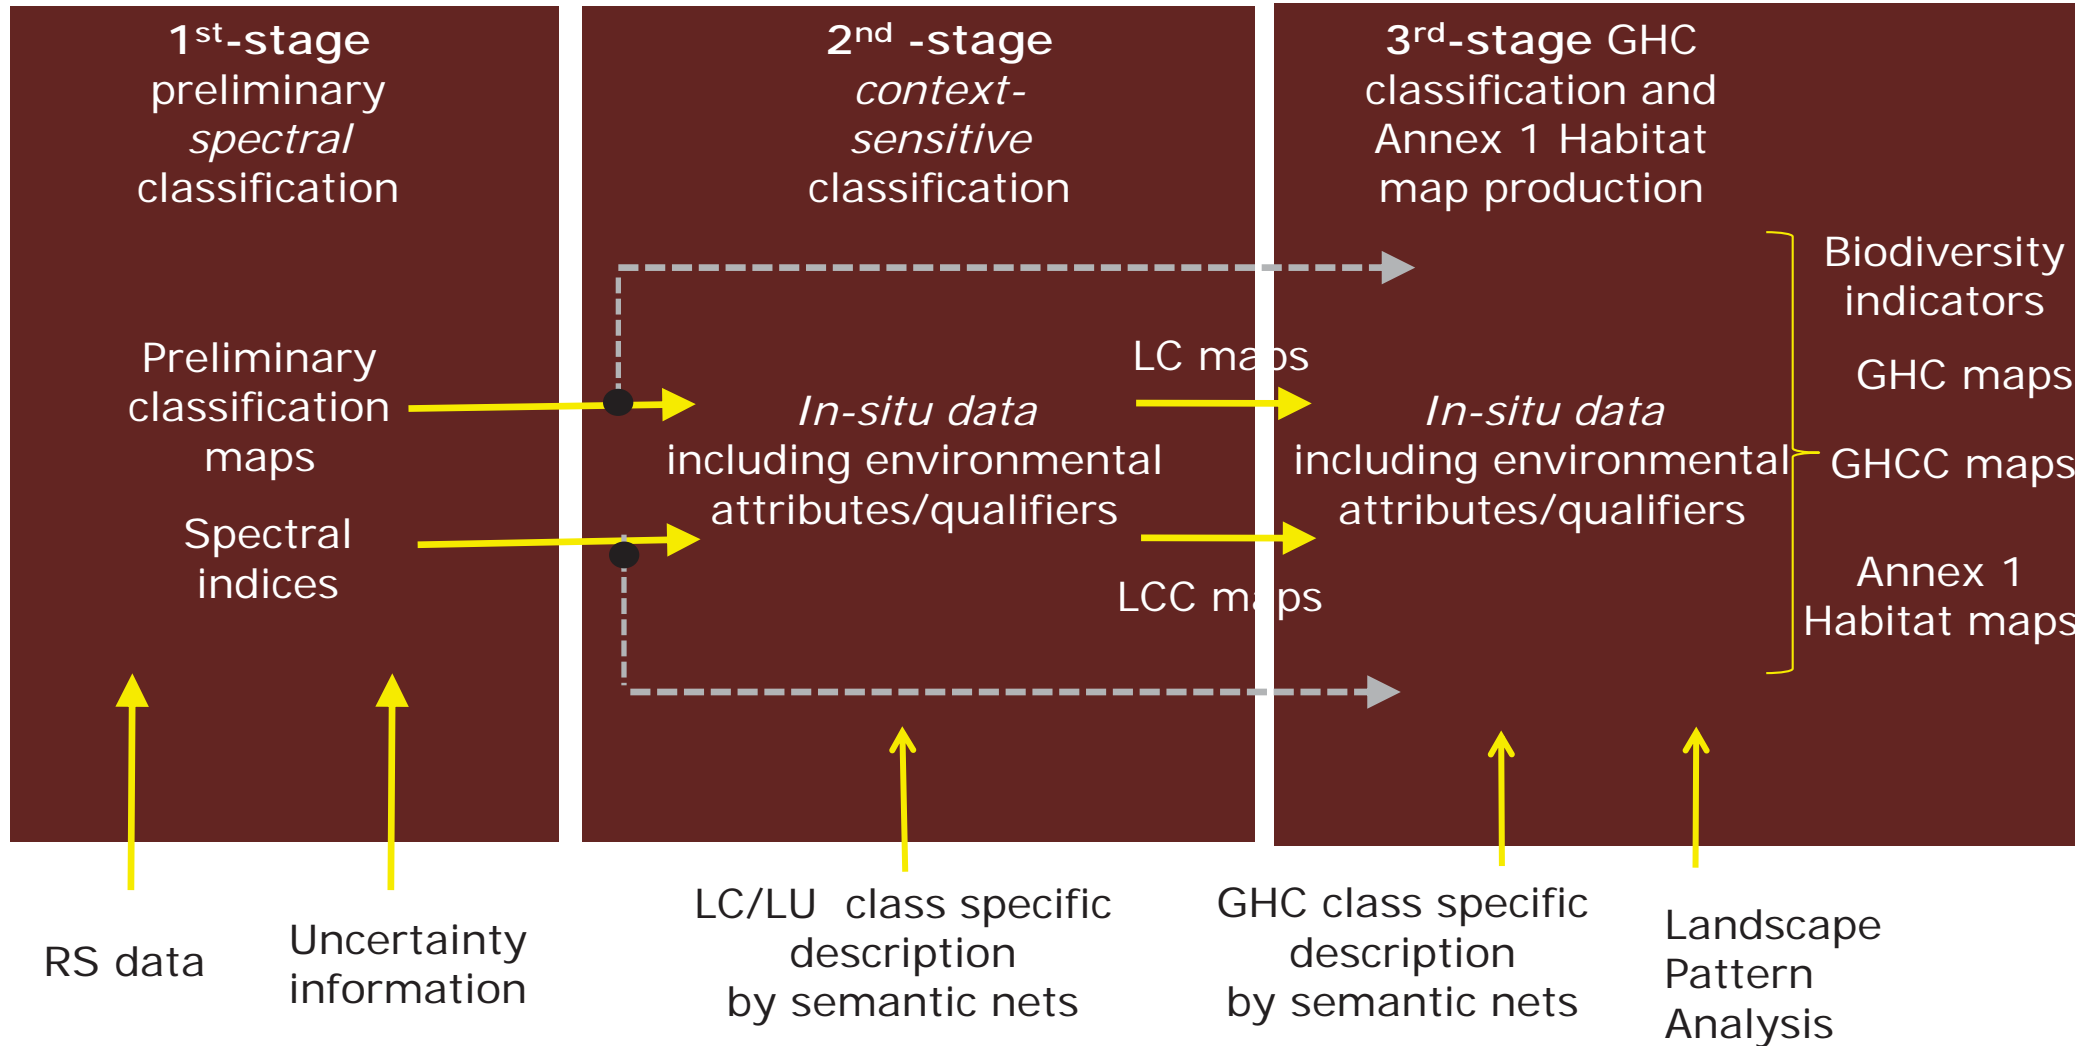 1st-stage
preliminary
spectral
classification
Preliminary
classification
maps
Spectral
indices
2nd -stage
context-
sensitive
classification
In-situ data
including environmental
attributes/qualifiers
LC maps
LCC maps
3rd-stage GHC
classification and
Annex 1 Habitat
map production
In-situ data
including environmental
attributes/qualifiers
Biodiversity
indicators
GHC maps
GHCC maps
Annex 1
Habitat maps
RS data
Uncertainty
information
LC/LU class specific
description
by semantic nets
GHC class specific
description
by semantic nets
Landscape
Pattern
Analysis